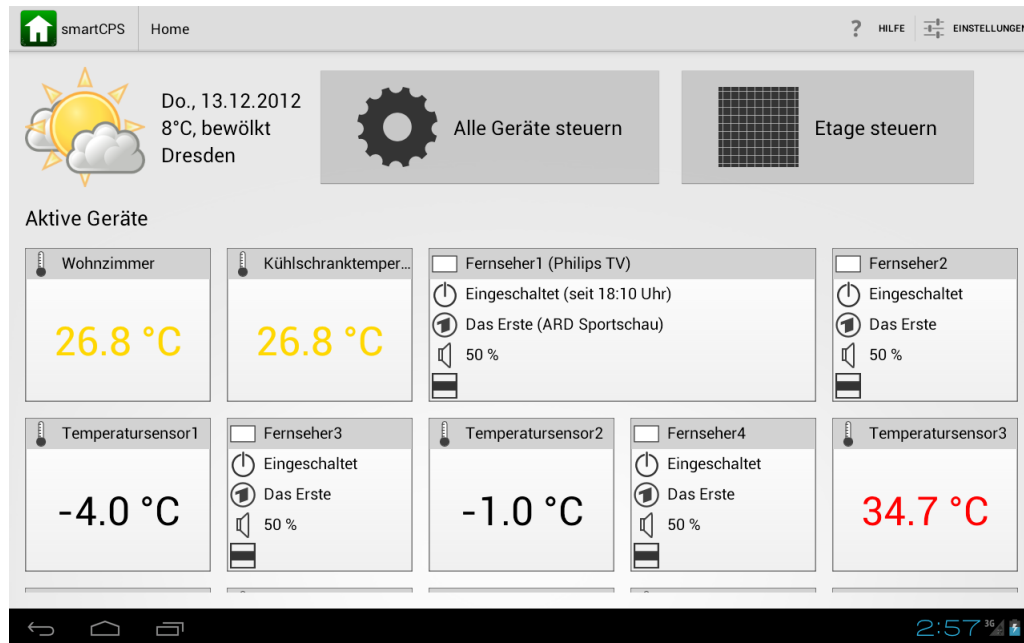 smartCPS
Home
?
HILFE
EINSTELLUNGEN
Do., 13.12.2012
8°C, bewölkt
Dresden
Alle Geräte steuern
Etage steuern
Aktive Geräte
Wohnzimmer
26.8 °C
Kühlschranktemper...
26.8 °C
Fernseher1 (Philips TV)
Eingeschaltet (seit 18:10 Uhr)
Das Erste (ARD Sportschau)
50 %
Fernseher2
Eingeschaltet
Das Erste
50 %
Temperatursensor1
-4.0 °C
Fernseher3
Eingeschaltet
Das Erste
50 %
Temperatursensor2
-1.0 °C
Fernseher4
Eingeschaltet
Das Erste
50 %
Temperatursensor3
34.7 °C
2:57
3G